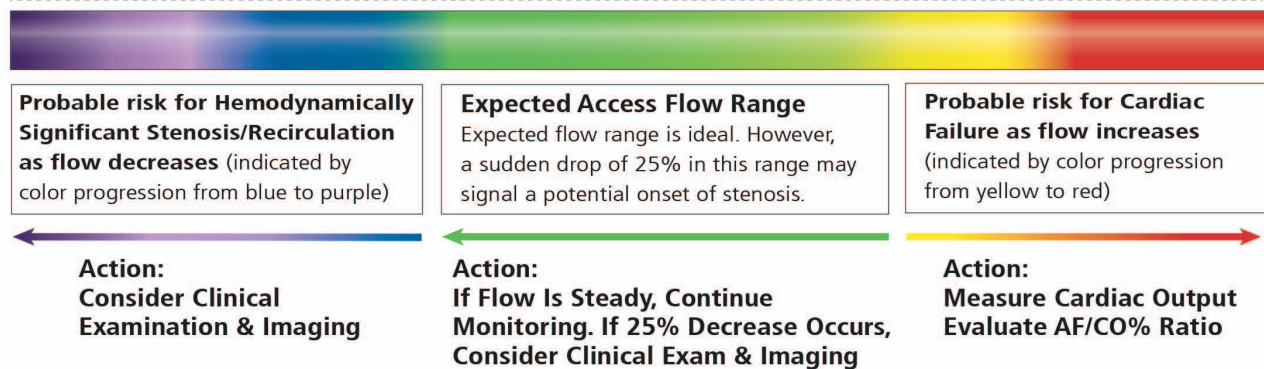 Probable risk for Hemodynamically
Significant Stenosis/Recirculation
as flow decreases (indicated by
color progression from blue to purple)
Expected Access Flow Range
Expected flow range is ideal. However,
a sudden drop of 25% in this range may
signal a potential onset of stenosis.
Probable risk for Cardiac
Failure as flow increases
(indicated by color progression
from yellow to red)
Action:
Consider Clinical
Examination & Imaging
Action:
If Flow Is Steady, Continue
Monitoring. If 25% Decrease Occurs,
Consider Clinical Exam & Imaging
Action:
Measure Cardiac Output
Evaluate AF/CO% Ratio